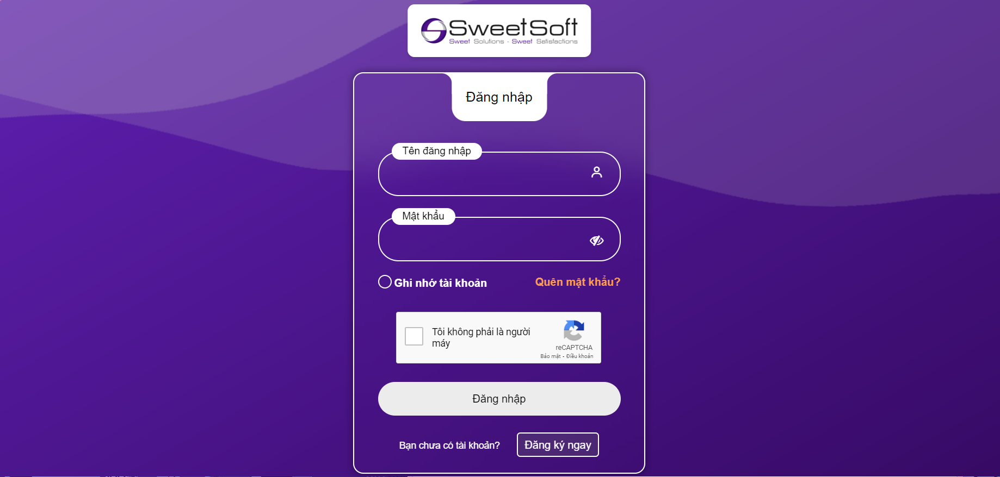 SweetSoft
Sweet Solutions - Sweet Satisfactions
Đăng nhập
Tên đăng nhập
Mật khẩu
Ghi nhớ tài khoản
Quên mật khẩu?
Tôi không phải là người
máy
reCAPTCHA
Bảo mật - Điều khoản
Đăng nhập
Bạn chưa có tài khoản?
Đăng ký ngay